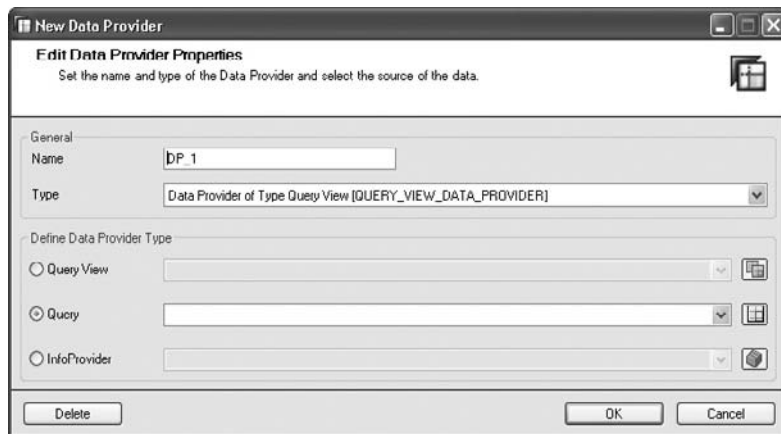 New Data Provider
Edit Data Provider Properties
Set the name and type of the Data Provider and select the source of the data.
General
Name DP_1
Type Data Provider of Type Query View [QUERY_VIEW_DATA_PROVIDER]
Define Data Provider Type
Query View
Query
InfoProvider
Delete OK Cancel